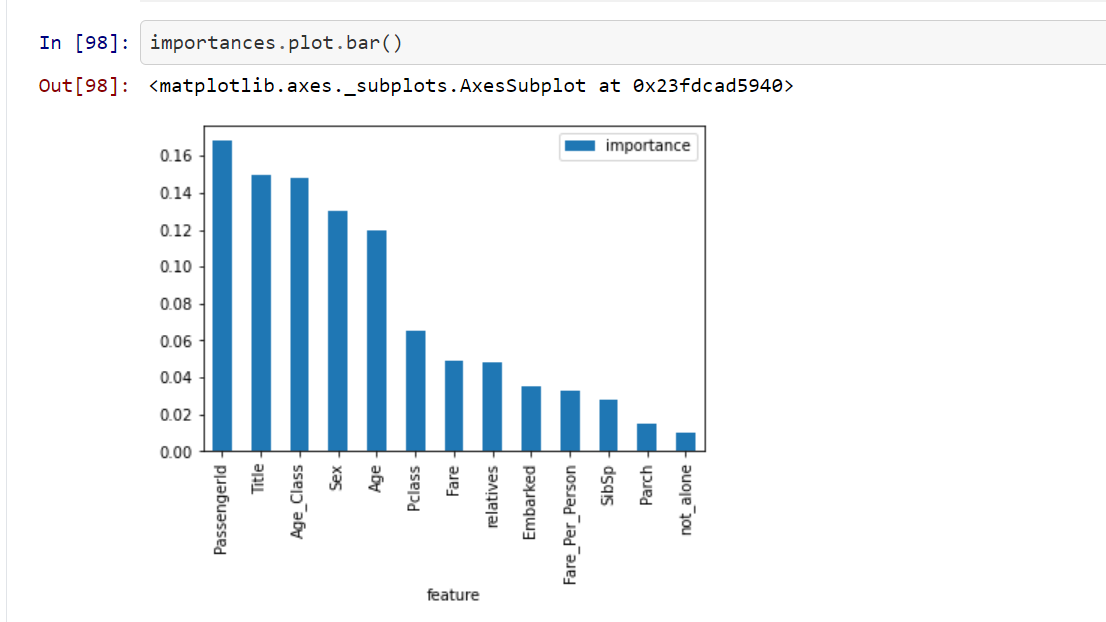 In [98]: importances.plot.bar()
Out[98]: <matplotlib.axes._subplots.AxesSubplot at 0x23fdcad5940>
importance
0.16
0.14
0.12
0.10
0.08
0.06
0.04
0.02
0.00
PassengerId
Title
Age_Class
Sex
Age
Pclass
Fare
relatives
Embarked
Fare_Per_Person
SibSp
Parch
not_alone
feature